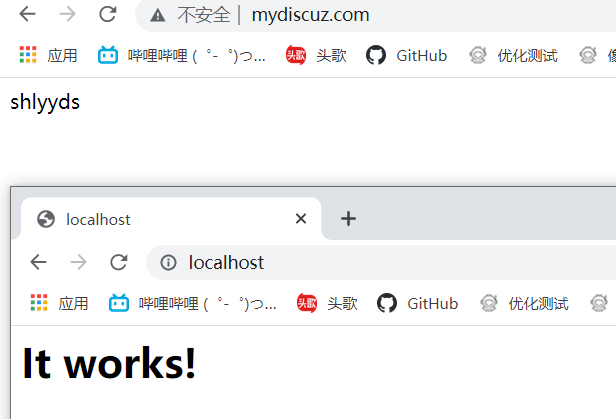 不安全 | mydiscuz.com
应用 哔哩哔哩 (゜-゜)つ... 头歌 GitHub 优化测试
shlyyds
localhost
localhost
应用 哔哩哔哩 (゜-゜)つ... 头歌 GitHub 优化测试
It works!